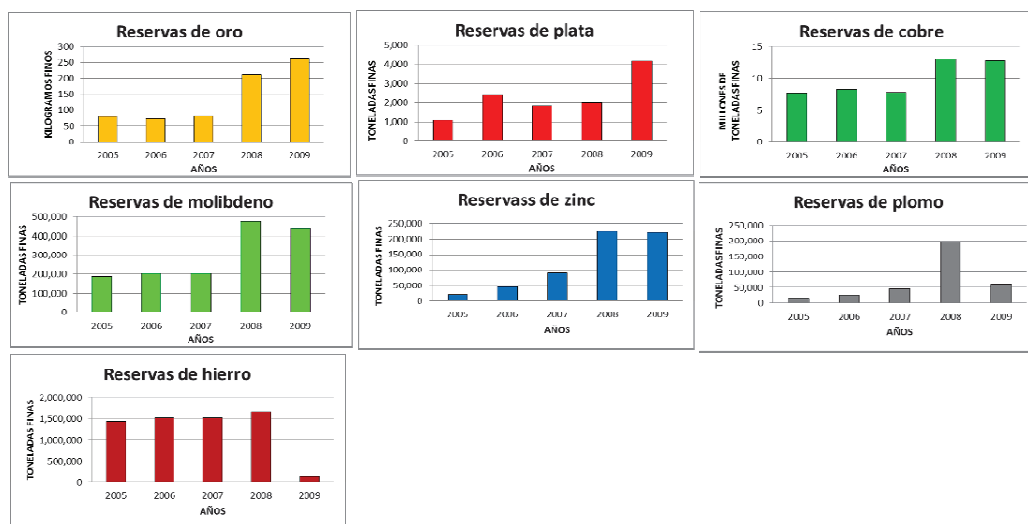 Reservas de oro
KILOGRAMOS FINOS
300
250
200
150
100
50
0
2005 2006 2007 2008 2009
AÑOS
Reservas de plata
TONELADAS FINAS
5,000
4,000
3,000
2,000
1,000
0
2005 2006 2007 2008 2009
AÑOS
Reservas de cobre
MILLONES DE
TONELADAS FINAS
15
10
5
0
2005 2006 2007 2008 2009
AÑOS
Reservas de molibdeno
TONELADAS FINAS
500,000
400,000
300,000
200,000
100,000
0
2005 2006 2007 2008 2009
AÑOS
Reservass de zinc
TONELADAS FINAS
250,000
200,000
150,000
100,000
50,000
0
2005 2006 2007 2008 2009
AÑOS
Reservas de plomo
TONELADAS FINAS
250,000
200,000
150,000
100,000
50,000
0
2005 2006 2007 2008 2009
AÑOS
Reservas de hierro
TONELADAS FINAS
2,000,000
1,500,000
1,000,000
500,000
0
2005 2006 2007 2008 2009
AÑOS